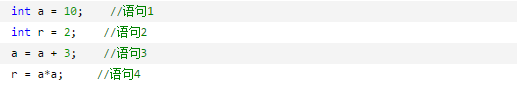 int a = 10;    //语句1
int r = 2;    //语句2
a = a + 3;    //语句3
r = a*a;     //语句4